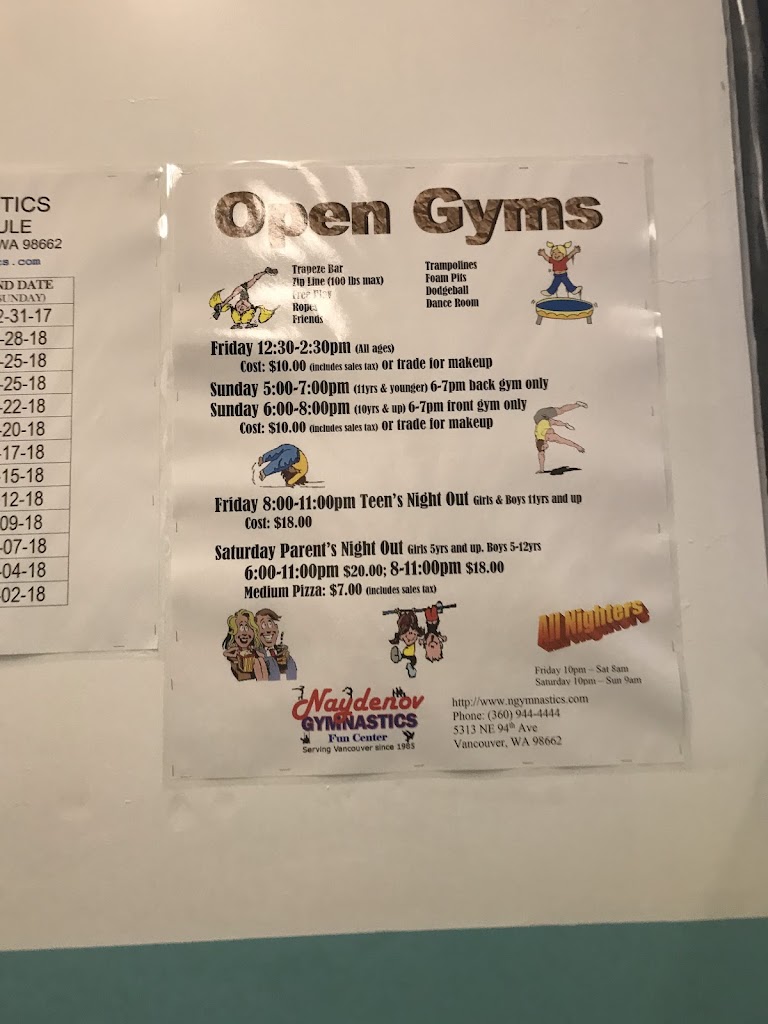 TICS
ULE
WA 98662
s.com
ND DATE
SUNDAY)
2-31-17
-28-18
-25-18
-25-18
-22-18
-20-18
-17-18
-15-18
-12-18
-09-18
-07-18
-04-18
-02-18
Open Gyms
Trapeze Bar
Zip Line (100 lbs max)
Free Play
Ropes
Friends
Trampolines
Foam Pits
Dodgeball
Dance Room
Friday 12:30-2:30pm (All ages)
Cost: $10.00 (includes sales tax) or trade for makeup
Sunday 5:00-7:00pm (11yrs & younger) 6-7pm back gym only
Sunday 6:00-8:00pm (10yrs & up) 6-7pm front gym only
Cost: $10.00 (includes sales tax) or trade for makeup
Friday 8:00-11:00pm Teen's Night Out Girls & Boys 11yrs and up
Cost: $18.00
Saturday Parent's Night Out Girls 5yrs and up. Boys 5-12yrs
6:00-11:00pm $20.00; 8-11:00pm $18.00
Medium Pizza: $7.00 (includes sales tax)
All Nighters
Friday 10pm – Sat 8am
Saturday 10pm – Sun 9am
Naydenov
GYMNASTICS
Fun Center
Serving Vancouver since 1985
http://www.ngymnastics.com
Phone: (360) 944-4444
5313 NE 94th Ave
Vancouver, WA 98662